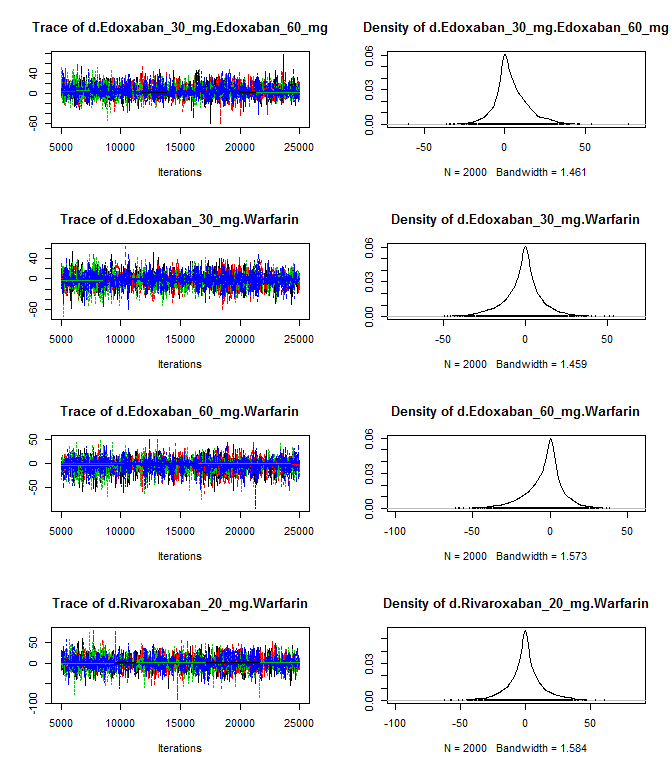 Trace of d.Edoxaban_30_mg.Edoxaban_60_mg
Density of d.Edoxaban_30_mg.Edoxaban_60_mg
-60 0 40
5000 10000 15000 20000 25000
Iterations
0.00 0.03 0.06
-50 0 50
N = 2000 Bandwidth = 1.461
Trace of d.Edoxaban_30_mg.Warfarin
Density of d.Edoxaban_30_mg.Warfarin
-60 0 40
5000 10000 15000 20000 25000
Iterations
0.00 0.03 0.06
-50 0 50
N = 2000 Bandwidth = 1.459
Trace of d.Edoxaban_60_mg.Warfarin
Density of d.Edoxaban_60_mg.Warfarin
-50 0 50
5000 10000 15000 20000 25000
Iterations
0.00 0.03 0.06
-100 -50 0 50
N = 2000 Bandwidth = 1.573
Trace of d.Rivaroxaban_20_mg.Warfarin
Density of d.Rivaroxaban_20_mg.Warfarin
-100 0 50
5000 10000 15000 20000 25000
Iterations
0.00 0.03
-100 -50 0 50
N = 2000 Bandwidth = 1.584